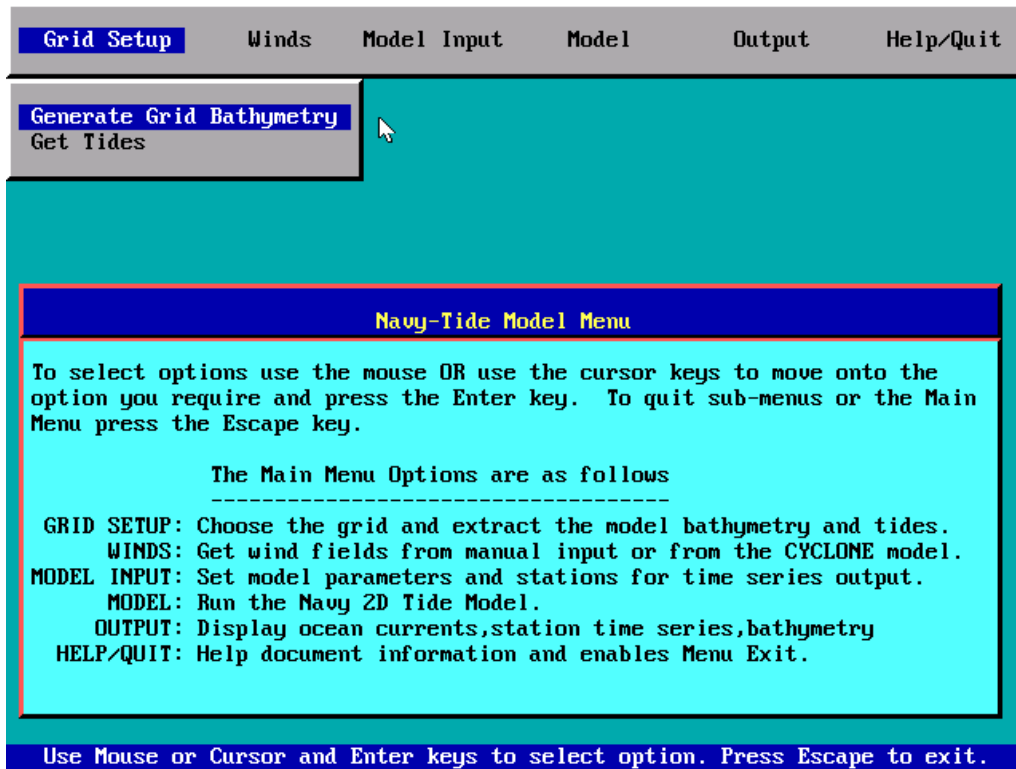 Grid Setup Winds Model Input Model Output Help/Quit
Generate Grid Bathymetry
Get Tides
Navy-Tide Model Menu
To select options use the mouse OR use the cursor keys to move onto the
option you require and press the Enter key. To quit sub-menus or the Main
Menu press the Escape key.
The Main Menu Options are as follows
------------------------------------
GRID SETUP: Choose the grid and extract the model bathymetry and tides.
WINDS: Get wind fields from manual input or from the CYCLONE model.
MODEL INPUT: Set model parameters and stations for time series output.
MODEL: Run the Navy 2D Tide Model.
OUTPUT: Display ocean currents,station time series,bathymetry
HELP/QUIT: Help document information and enables Menu Exit.
Use Mouse or Cursor and Enter keys to select option. Press Escape to exit.